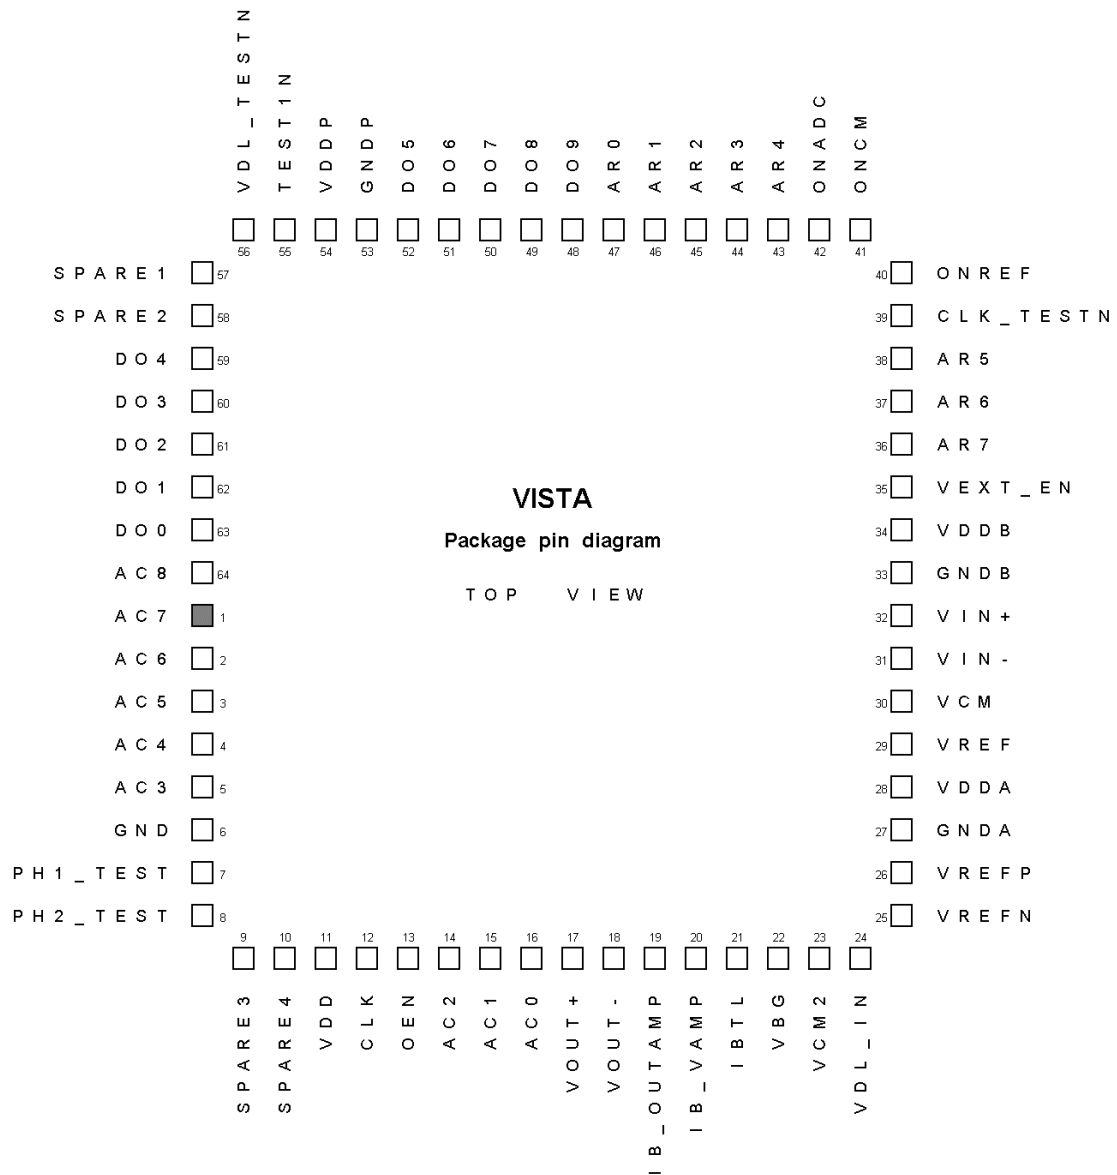 VDL_TESTN
TEST1N
VDDP
GNDP
DO5
DO6
DO7
DO8
DO9
AR0
AR1
AR2
AR3
AR4
ONADC
ONCM
56 55 54 53 52 51 50 49 48 47 46 45 44 43 42 41
SPARE1 57
40 ONREF
SPARE2 58
39 CLK_TESTN
DO4 59
38 AR5
DO3 60
37 AR6
DO2 61
36 AR7
DO1 62
35 VEXT_EN
DO0 63
34 VDDB
AC8 64
33 GNDB
AC7 1
32 VIN+
AC6 2
31 VIN-
AC5 3
30 VCM
AC4 4
29 VREF
AC3 5
28 VDDA
GND 6
27 GNDA
PH1_TEST 7
26 VREFP
PH2_TEST 8
25 VREFN
VISTA
Package pin diagram
TOP VIEW
9 10 11 12 13 14 15 16 17 18 19 20 21 22 23 24
SPARE3
SPARE4
VDD
CLK
OEN
AC2
AC1
AC0
VOUT+
VOUT-
IB_OUTAMP
IB_VAMP
IBTL
VBG
VCM2
VDL_IN